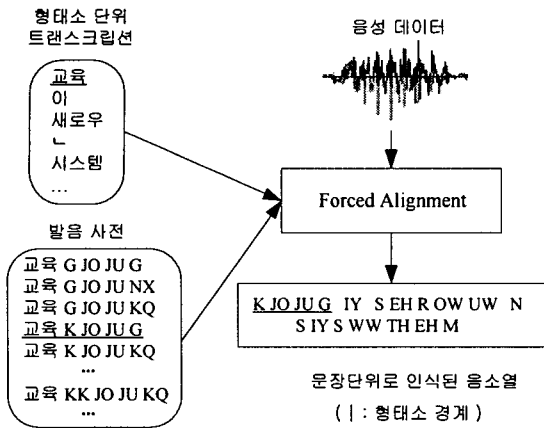 형태소 단위
트랜스크립션
교육
이
새로우
ㄴ
시스템
...
발음 사전
교육 G JO JU G
교육 G JO JU NX
교육 G JO JU KQ
교육 K JO JU G
교육 K JO JU KQ
...
교육 KK JO JU KQ
...
음성 데이터
Forced Alignment
K JO JU G IY S EH R OW UW N
S IY S WW TH EH M
문장단위로 인식된 음소열
( | : 형태소 경계 )